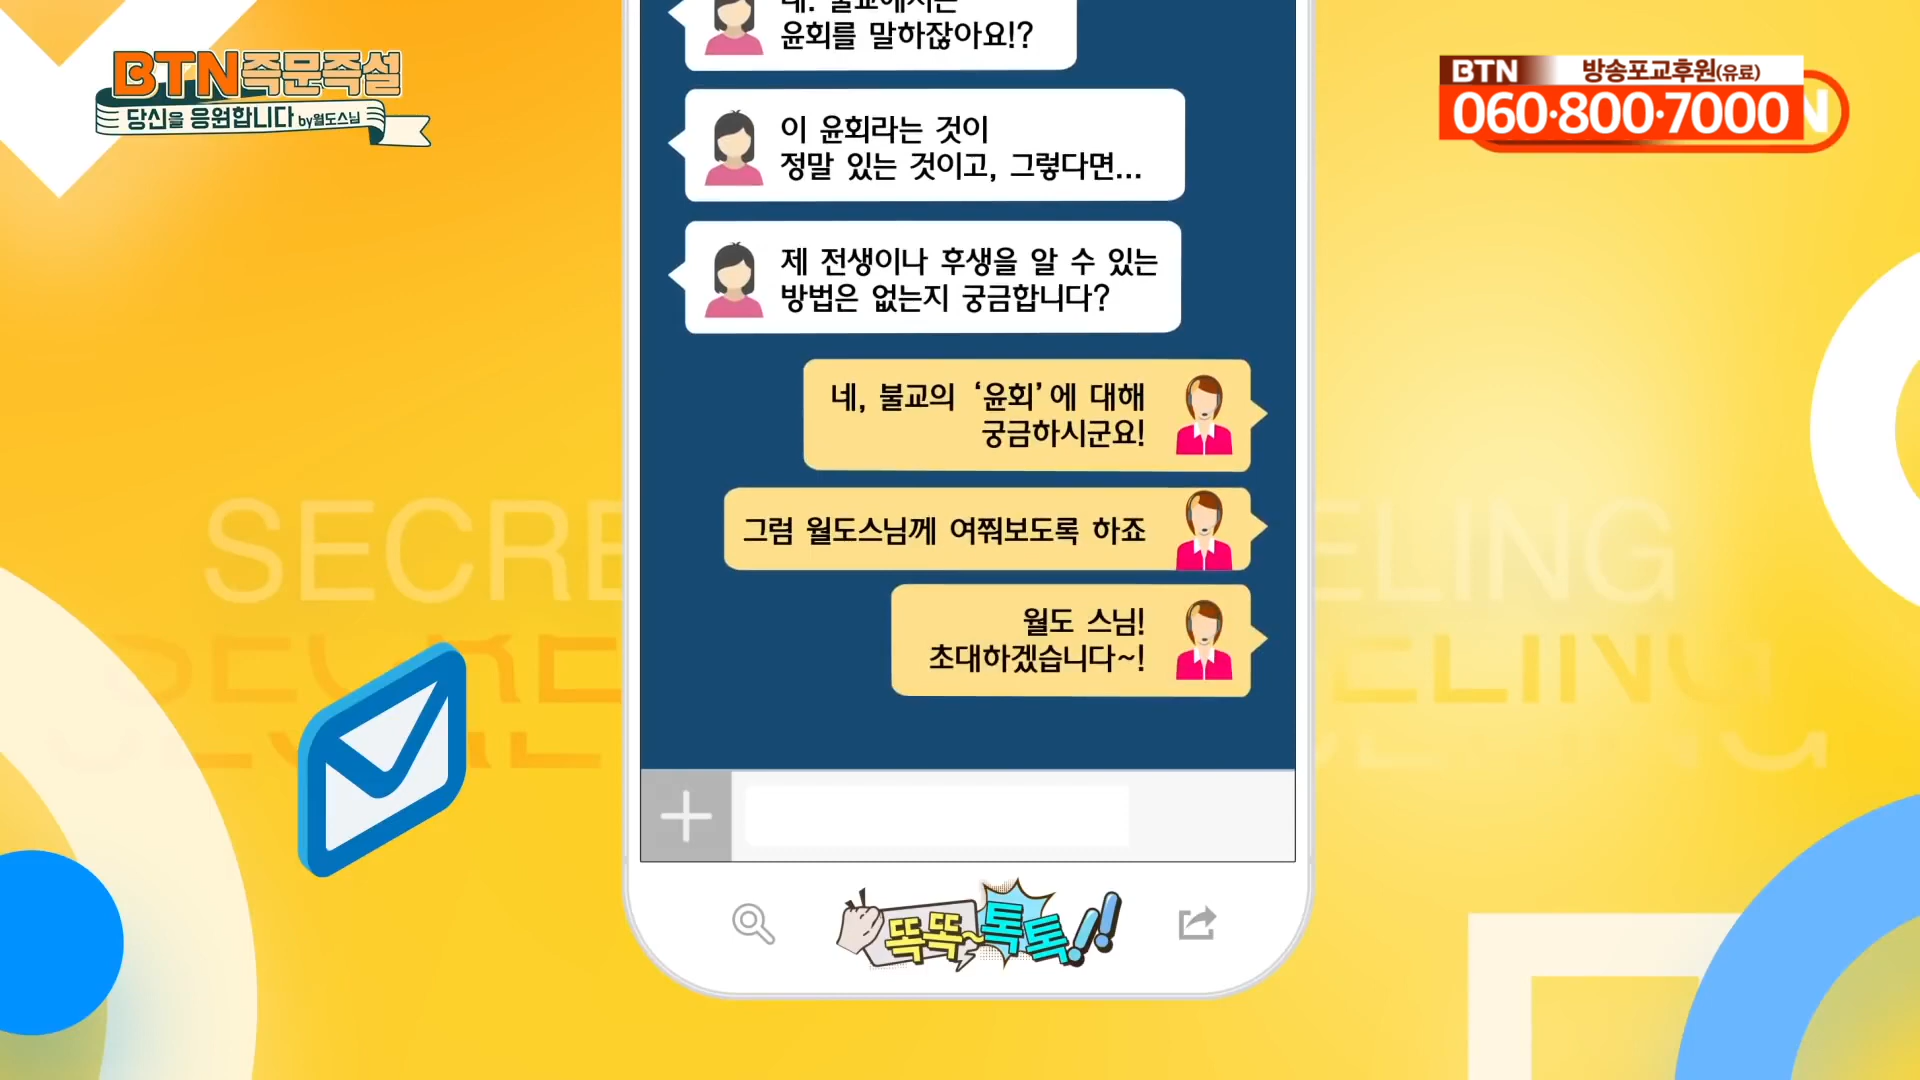 BTN즉문즉설
당신을 응원합니다 by월도스님
BTN 방송포교후원(유료)
060·800·7000
네. 불교에서는
윤회를 말하잖아요!?
이 윤회라는 것이
정말 있는 것이고, 그렇다면...
제 전생이나 후생을 알 수 있는
방법은 없는지 궁금합니다?
네, 불교의 ‘윤회’에 대해
궁금하시군요!
그럼 월도스님께 여쭤보도록 하죠
월도 스님!
초대하겠습니다~!
SECRE
ELING
똑똑~톡톡!!